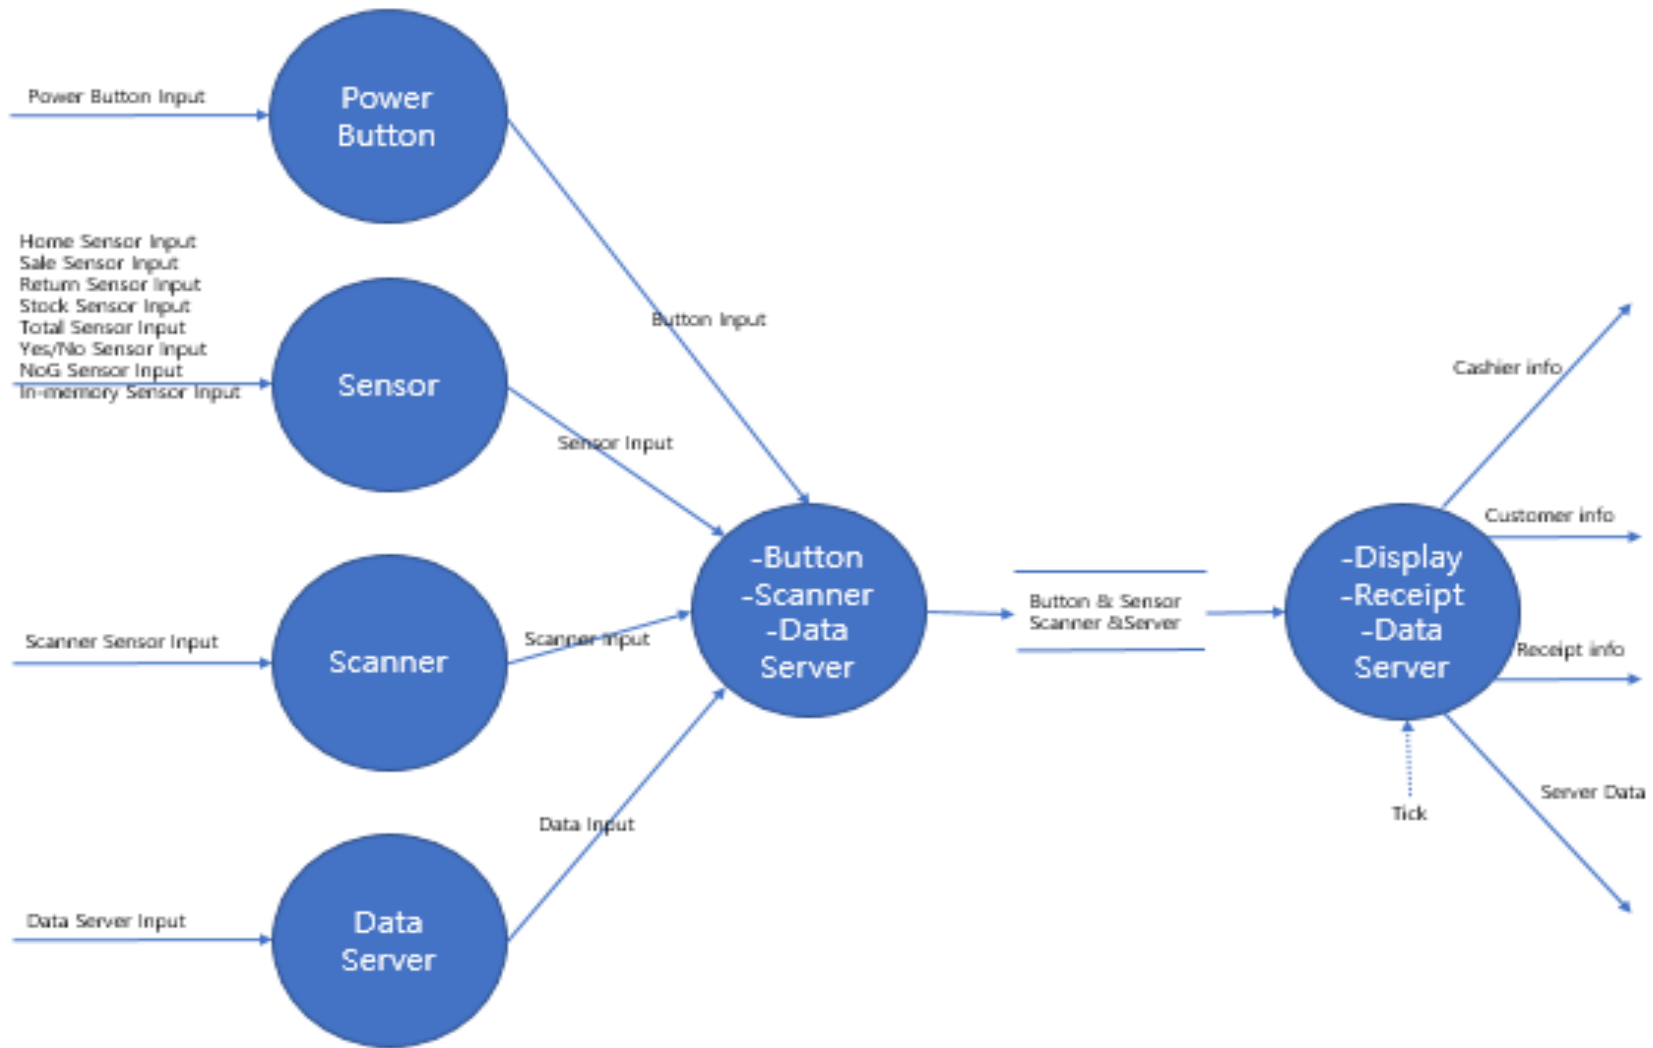 Power Button Input
Power
Button
Home Sensor Input
Sale Sensor Input
Return Sensor Input
Stock Sensor Input
Total Sensor Input
Yes/No Sensor Input
NoG Sensor Input
In-memory Sensor Input
Sensor
Button Input
Sensor Input
Scanner Sensor Input
Scanner
Scanner Input
Data Server Input
Data
Server
Data Input
-Button
-Scanner
-Data
Server
Button & Sensor
Scanner &Server
-Display
-Receipt
-Data
Server
Tick
Cashier info
Customer info
Receipt info
Server Data